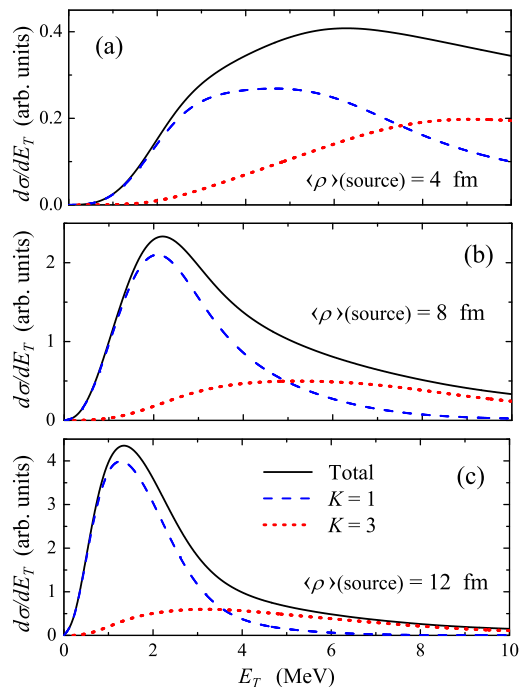 (a)
0.4
0.2
0.0
dσ/dE_T (arb. units)
⟨ρ⟩(source) = 4 fm
(b)
2
1
0
dσ/dE_T (arb. units)
⟨ρ⟩(source) = 8 fm
(c)
4
3
2
1
0
dσ/dE_T (arb. units)
Total
K = 1
K = 3
⟨ρ⟩(source) = 12 fm
0 2 4 6 8 10
E_T (MeV)